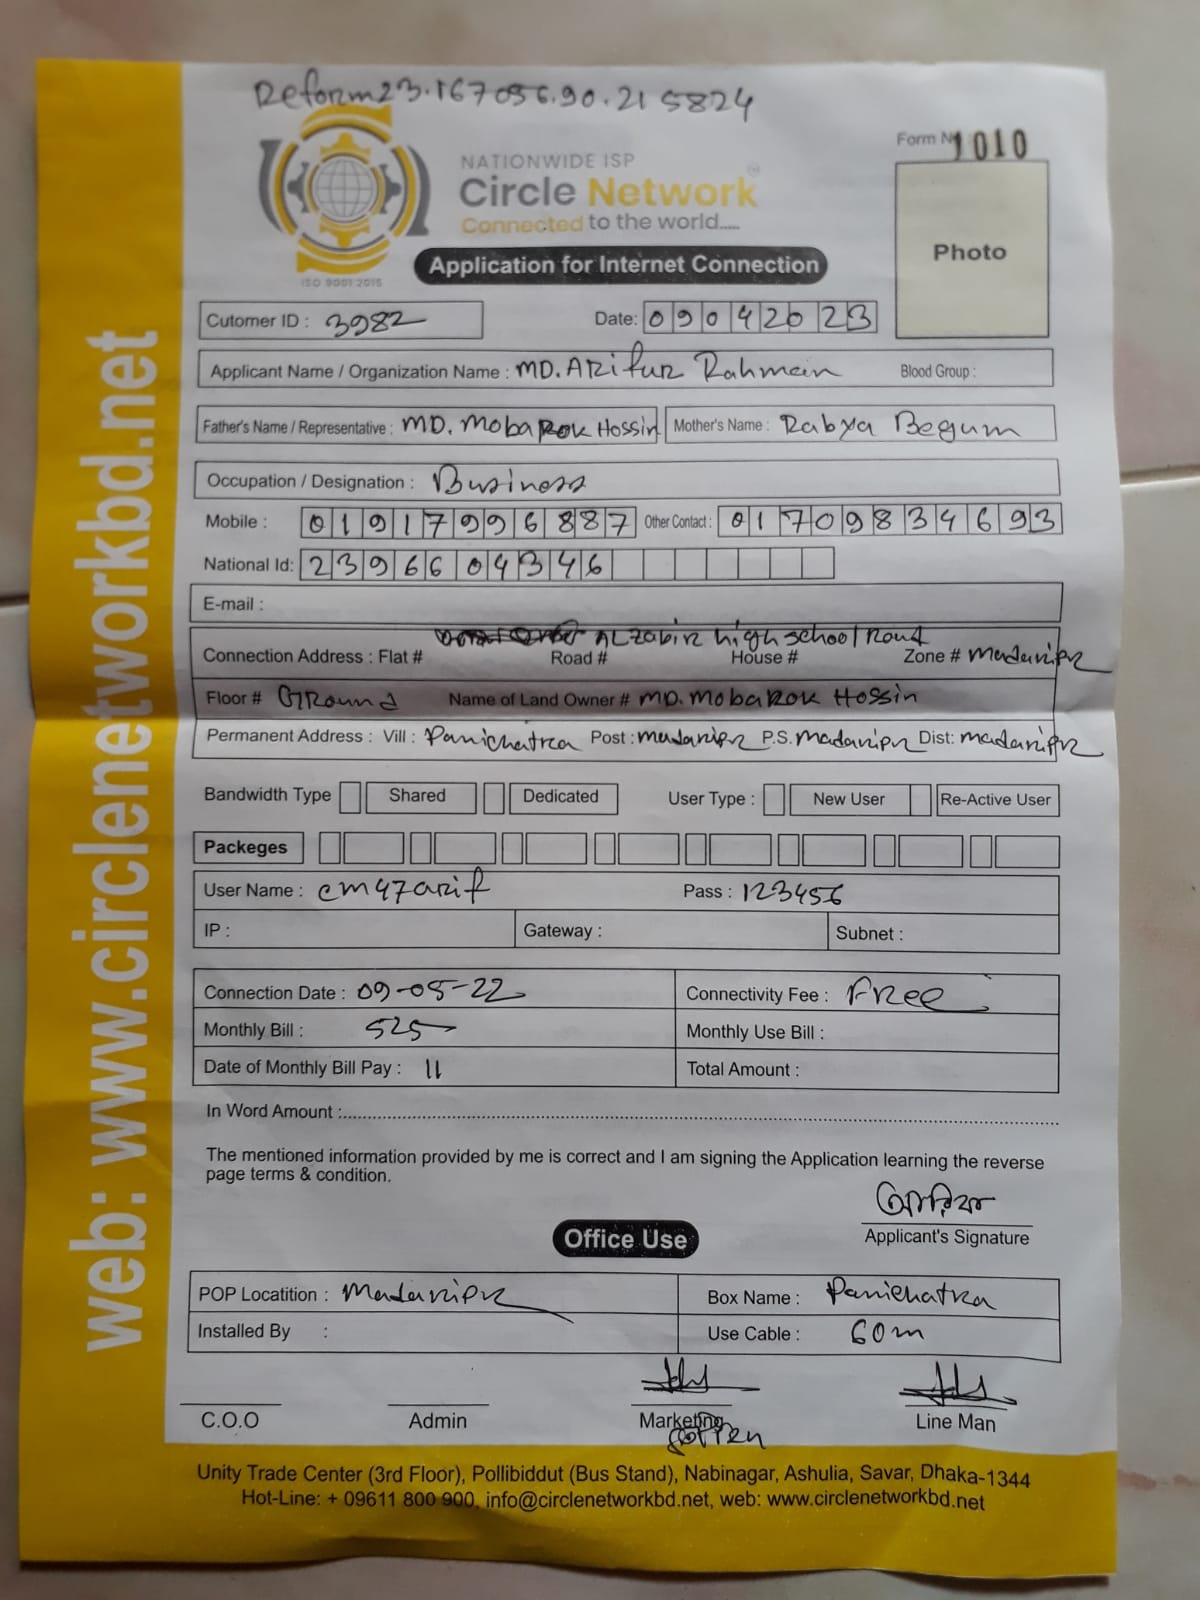 Reform23.167056.90.215824
Form N 1010
NATIONWIDE ISP
Circle Network
Connected to the world.....
ISO 9001:2015
Application for Internet Connection
Photo
Cutomer ID : 3982
Date: 09042023
Applicant Name / Organization Name : MD. ARifur Rahman
Blood Group :
Father's Name / Representative : MD. Mobarok Hossin
Mother's Name : Rabya Begum
Occupation / Designation : Business
Mobile : 01917996887
Other Contact : 01709834693
National Id: 2396604346
E-mail :
ALZabir high school Road
Connection Address : Flat # Road # House # Zone # madaripr
Floor # GRound Name of Land Owner # MD. Mobarok Hossin
Permanent Address : Vill : Panichatra Post : madaripr P.S. madaripr Dist: madaripr
Bandwidth Type Shared Dedicated User Type : New User Re-Active User
Packeges
User Name : cm47arif Pass : 123456
IP : Gateway : Subnet :
Connection Date : 09-05-22 Connectivity Fee : Free
Monthly Bill : 525 Monthly Use Bill :
Date of Monthly Bill Pay : 11 Total Amount :
In Word Amount :
The mentioned information provided by me is correct and I am signing the Application learning the reverse
page terms & condition.
Applicant's Signature
Office Use
POP Locatition : Madaripr Box Name : Panichatra
Installed By : Use Cable : 60m
C.O.O Admin Marketing Line Man
Unity Trade Center (3rd Floor), Pollibiddut (Bus Stand), Nabinagar, Ashulia, Savar, Dhaka-1344
Hot-Line: + 09611 800 900, info@circlenetworkbd.net, web: www.circlenetworkbd.net
web: www.circlenetworkbd.net